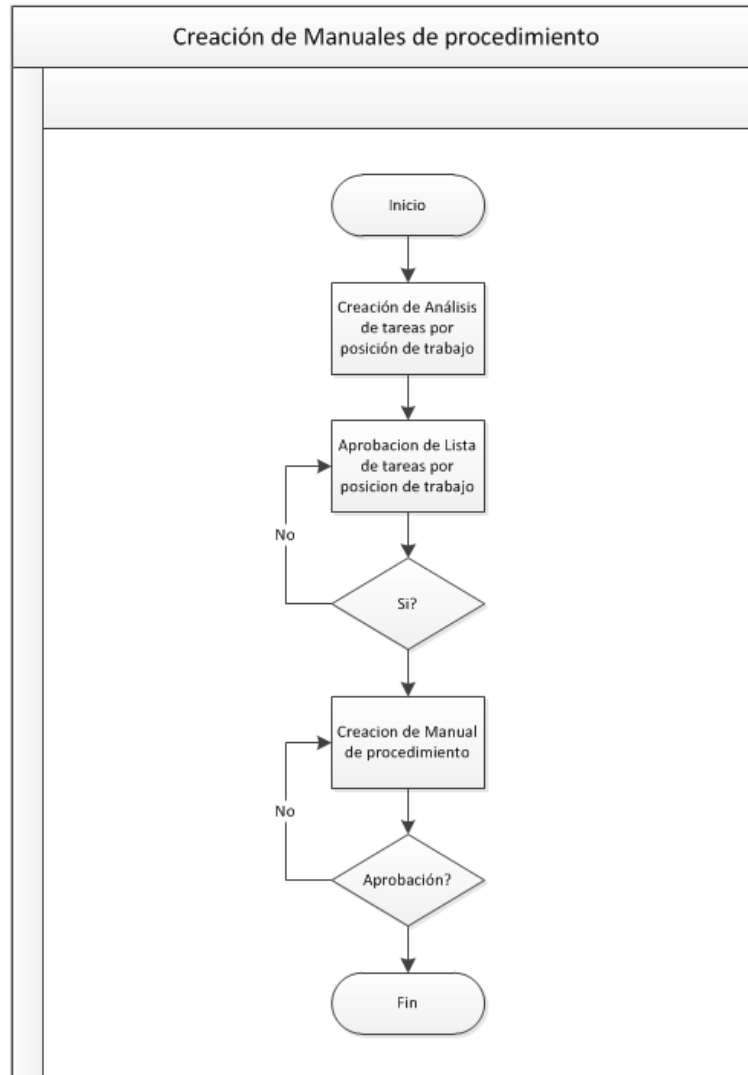 Creación de Manuales de procedimiento
Inicio
Creación de Análisis
de tareas por
posición de trabajo
Aprobacion de Lista
de tareas por
posicion de trabajo
No
Si?
Creacion de Manual
de procedimiento
No
Aprobación?
Fin